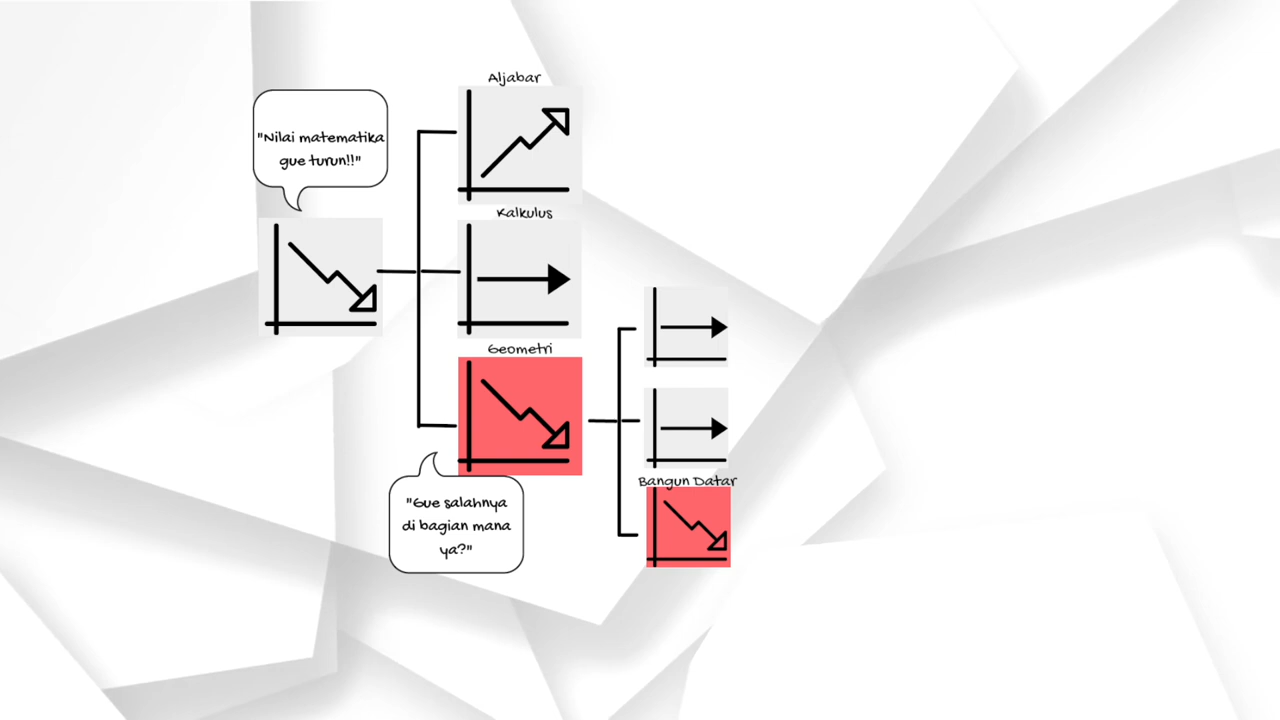 Aljabar
"Nilai matematika
gue turun!!"
Kalkulus
Geometri
Bangun Datar
"Gue salahnya
di bagian mana
ya?"